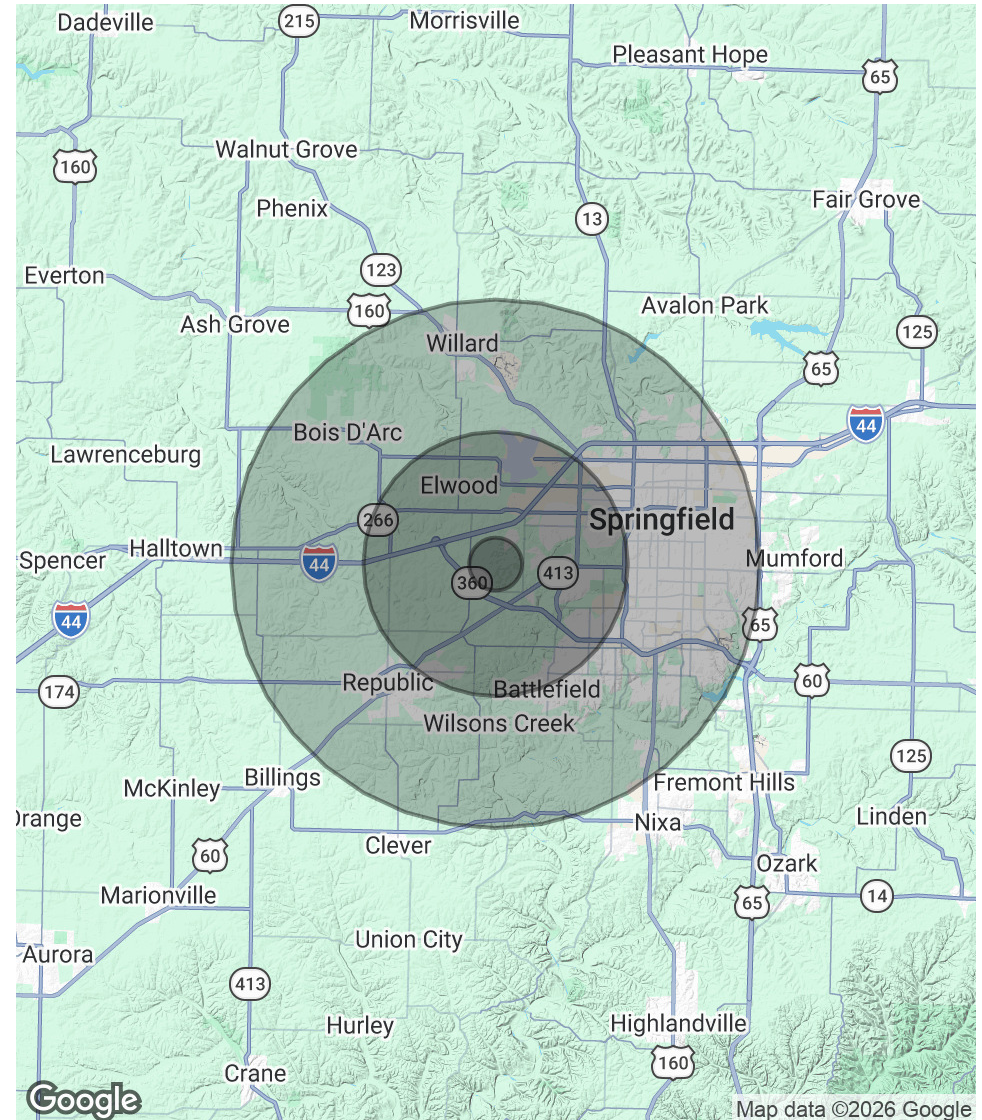 Dadeville
215
Morrisville
Pleasant Hope
65
Walnut Grove
160
Phenix
Fair Grove
13
Everton
123
160
Ash Grove
Avalon Park
125
Willard
65
44
Bois D'Arc
Lawrenceburg
Elwood
266
Springfield
Spencer
Halltown
44
360
413
Mumford
44
65
174
Republic
Battlefield
60
Wilsons Creek
125
McKinley
Billings
Fremont Hills
Orange
Nixa
Linden
60
Clever
Ozark
Marionville
65
14
Union City
Aurora
413
Hurley
Highlandville
160
Crane
Google
Map data ©2026 Google